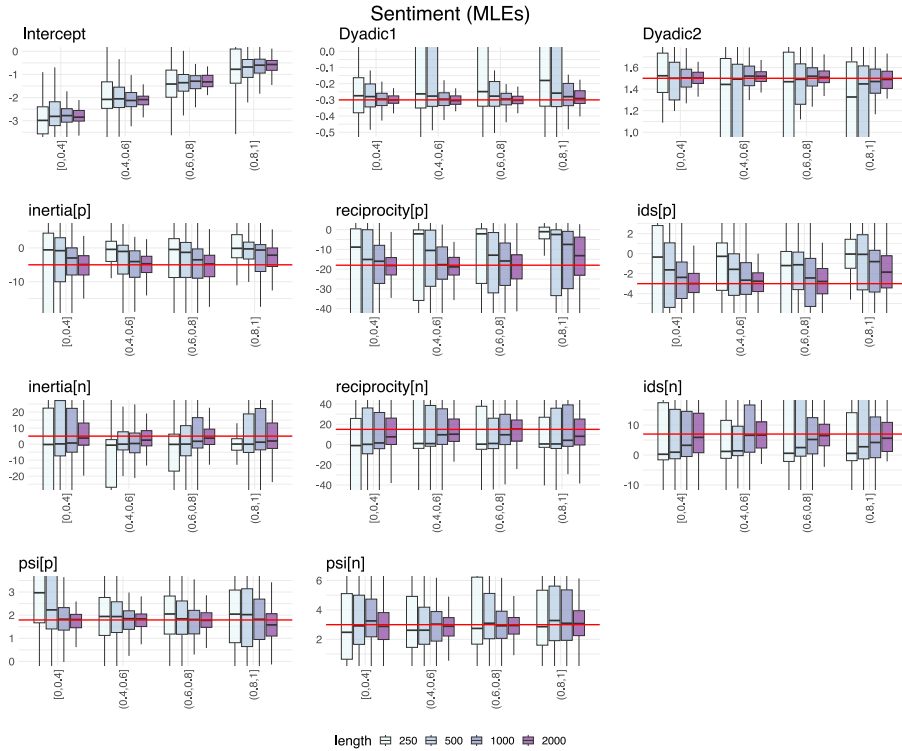 Sentiment (MLEs)
Intercept Dyadic1 Dyadic2
0 -1 -2 -3
0.0 -0.1 -0.2 -0.3 -0.4 -0.5
1.6 1.4 1.2 1.0
[0,0.4] (0.4,0.6] (0.6,0.8] (0.8,1]
[0,0.4] (0.4,0.6] (0.6,0.8] (0.8,1]
[0,0.4] (0.4,0.6] (0.6,0.8] (0.8,1]
inertia[p] reciprocity[p] ids[p]
0 -10
0 -10 -20 -30 -40
2 0 -2 -4
[0,0.4] (0.4,0.6] (0.6,0.8] (0.8,1]
[0,0.4] (0.4,0.6] (0.6,0.8] (0.8,1]
[0,0.4] (0.4,0.6] (0.6,0.8] (0.8,1]
inertia[n] reciprocity[n] ids[n]
20 10 0 -10 -20
40 20 0 -20 -40
10 0 -10
[0,0.4] (0.4,0.6] (0.6,0.8] (0.8,1]
[0,0.4] (0.4,0.6] (0.6,0.8] (0.8,1]
[0,0.4] (0.4,0.6] (0.6,0.8] (0.8,1]
psi[p] psi[n]
3 2 1 0
6 5 3 2
[0,0.4] (0.4,0.6] (0.6,0.8] (0.8,1]
[0,0.4] (0.4,0.6] (0.6,0.8] (0.8,1]
length 250 500 1000 2000